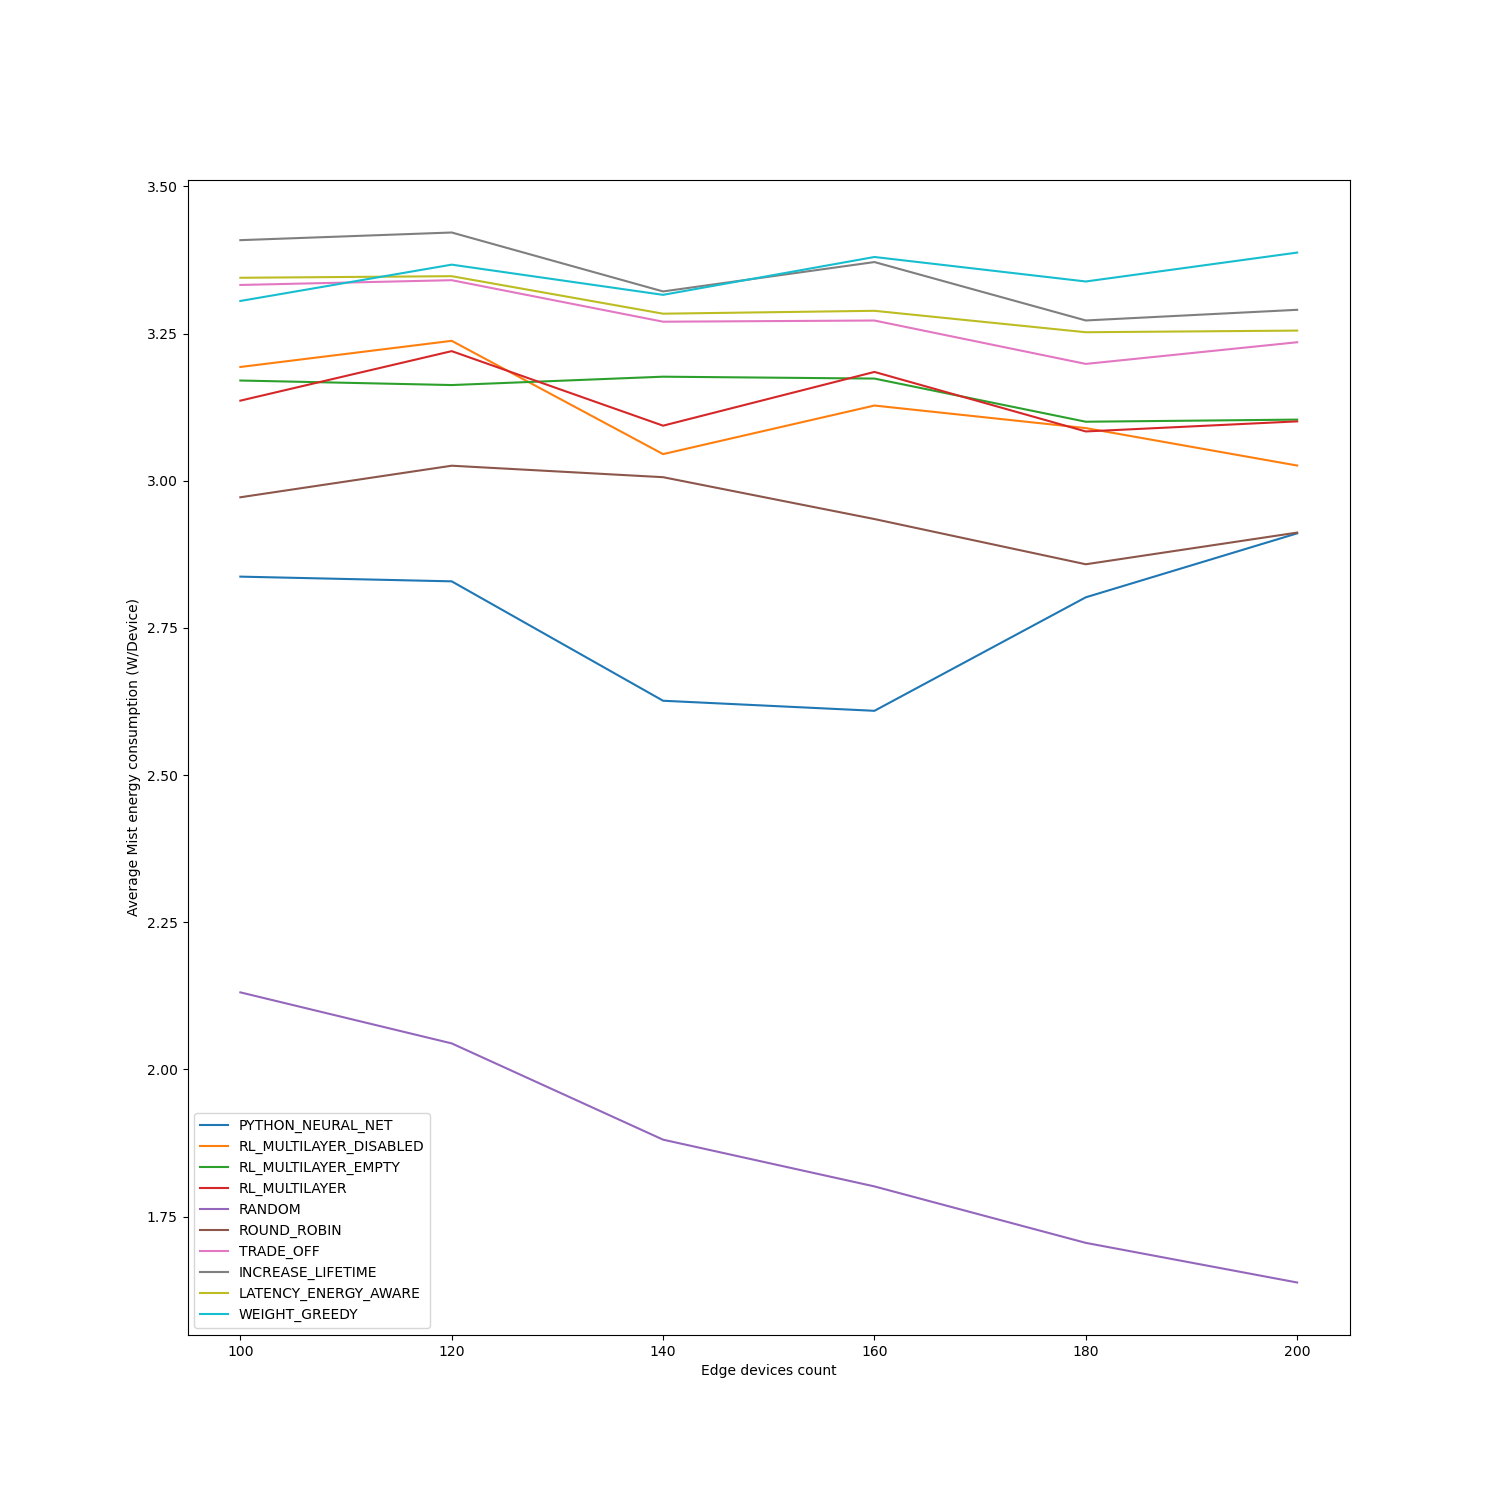 3.50
3.25
3.00
2.75
2.50
2.25
2.00
1.75
Average Mist energy consumption (W/Device)
PYTHON_NEURAL_NET
RL_MULTILAYER_DISABLED
RL_MULTILAYER_EMPTY
RL_MULTILAYER
RANDOM
ROUND_ROBIN
TRADE_OFF
INCREASE_LIFETIME
LATENCY_ENERGY_AWARE
WEIGHT_GREEDY
100 120 140 160 180 200
Edge devices count